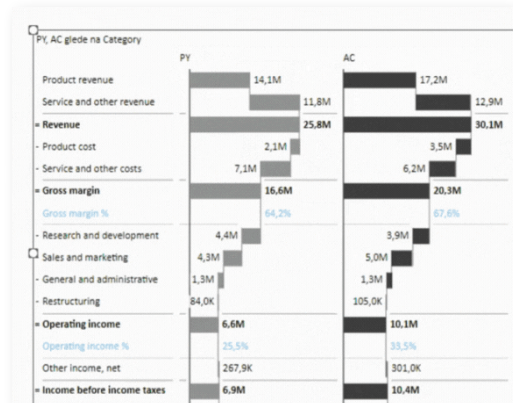 PY, AC glede na Category
PY AC
Product revenue 14,1M 17,2M
Service and other revenue 11,8M 12,9M
= Revenue 25,8M 30,1M
- Product cost 2,1M 3,5M
- Service and other costs 7,1M 6,2M
= Gross margin 16,6M 20,3M
Gross margin % 64,2% 67,6%
- Research and development 4,4M 3,9M
Sales and marketing 4,3M 5,0M
- General and administrative 1,3M 1,3M
- Restructuring 84,0K 105,0K
= Operating income 6,6M 10,1M
Operating income % 25,5% 33,5%
Other income, net 267,9K 301,0K
= Income before income taxes 6,9M 10,4M